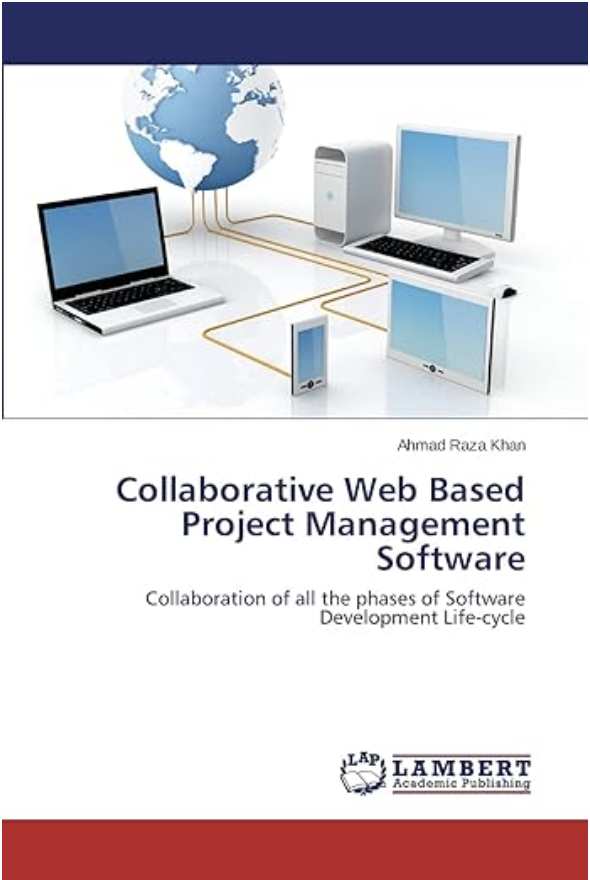 Ahmad Raza Khan
Collaborative Web Based
Project Management
Software
Collaboration of all the phases of Software
Development Life-cycle
LAP
LAMBERT
Academic Publishing